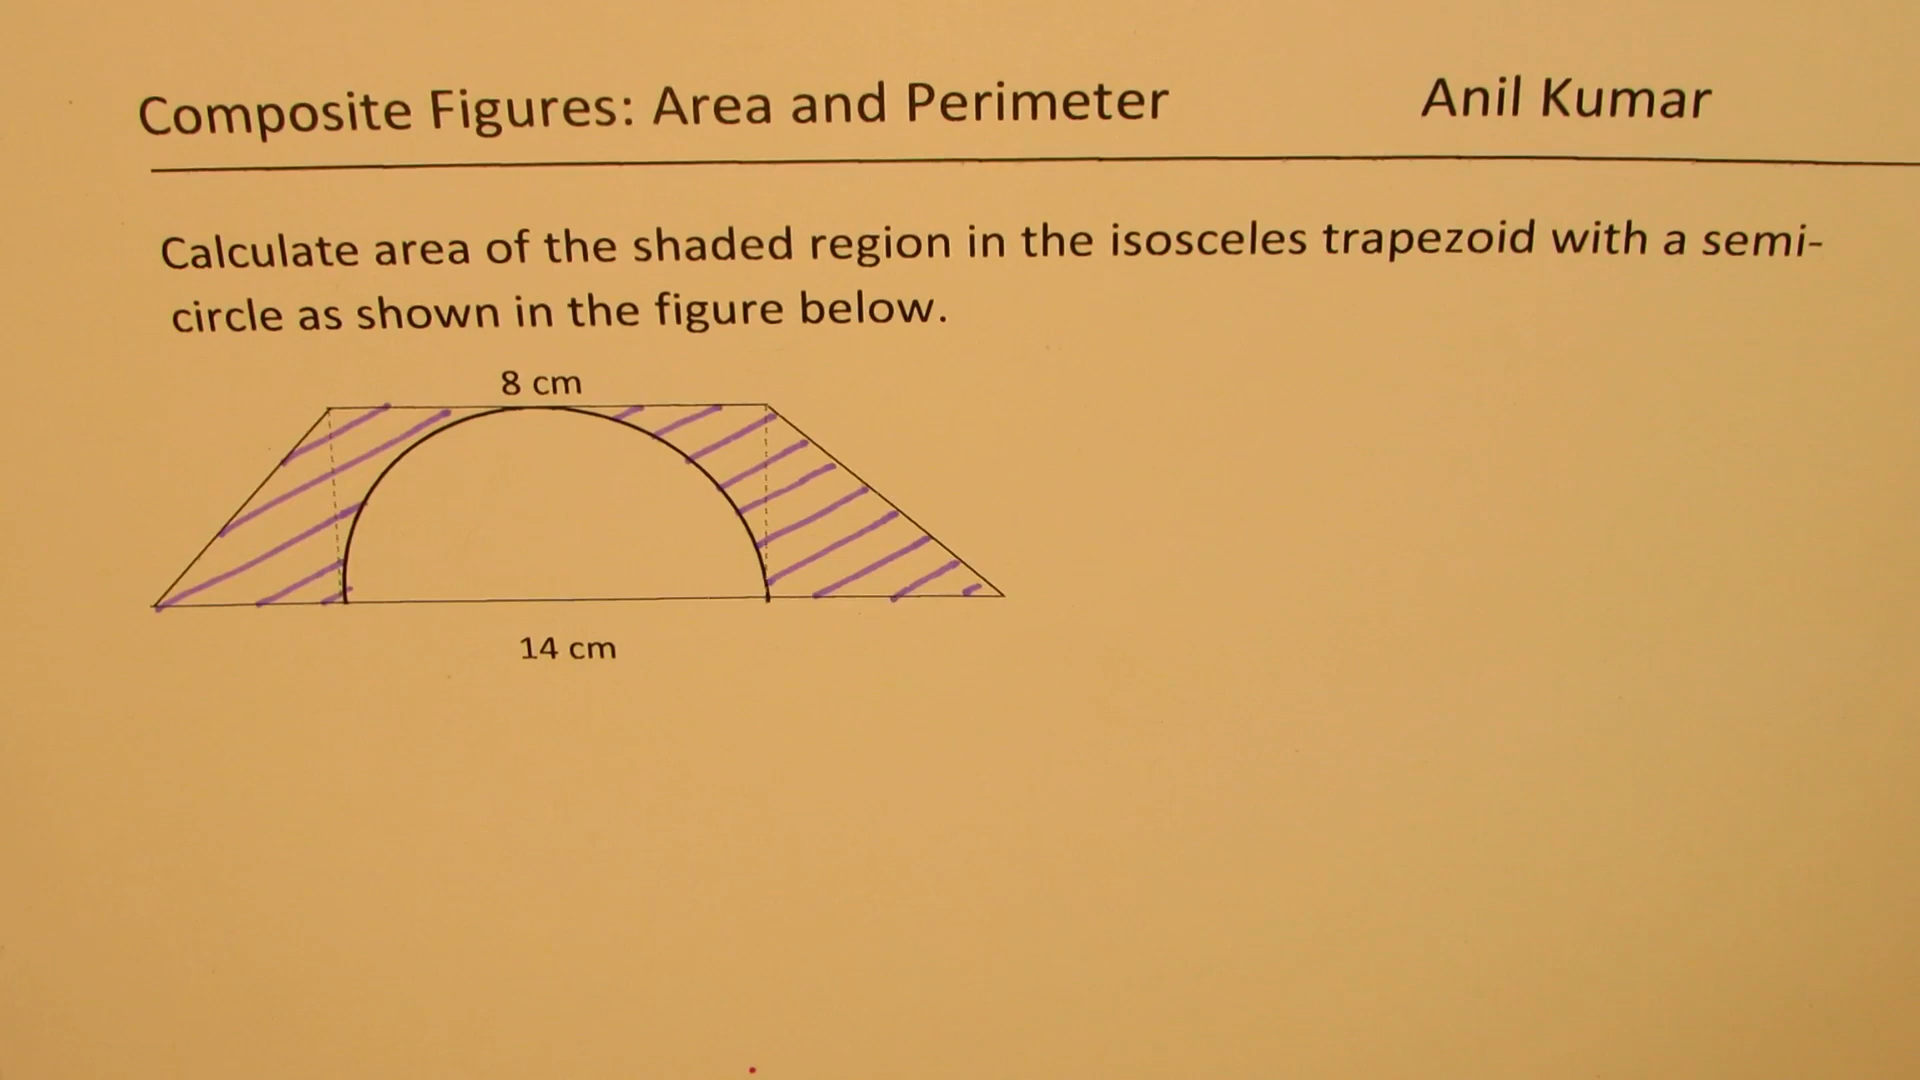 Composite Figures: Area and Perimeter Anil Kumar
Calculate area of the shaded region in the isosceles trapezoid with a semi-
circle as shown in the figure below.
8 cm
14 cm